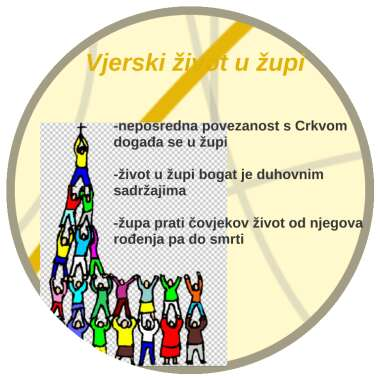 Vjerski život u župi
-neposredna povezanost s Crkvom
događa se u župi
-život u župi bogat je duhovnim
sadržajima
-župa prati čovjekov život od njegova
rođenja pa do smrti